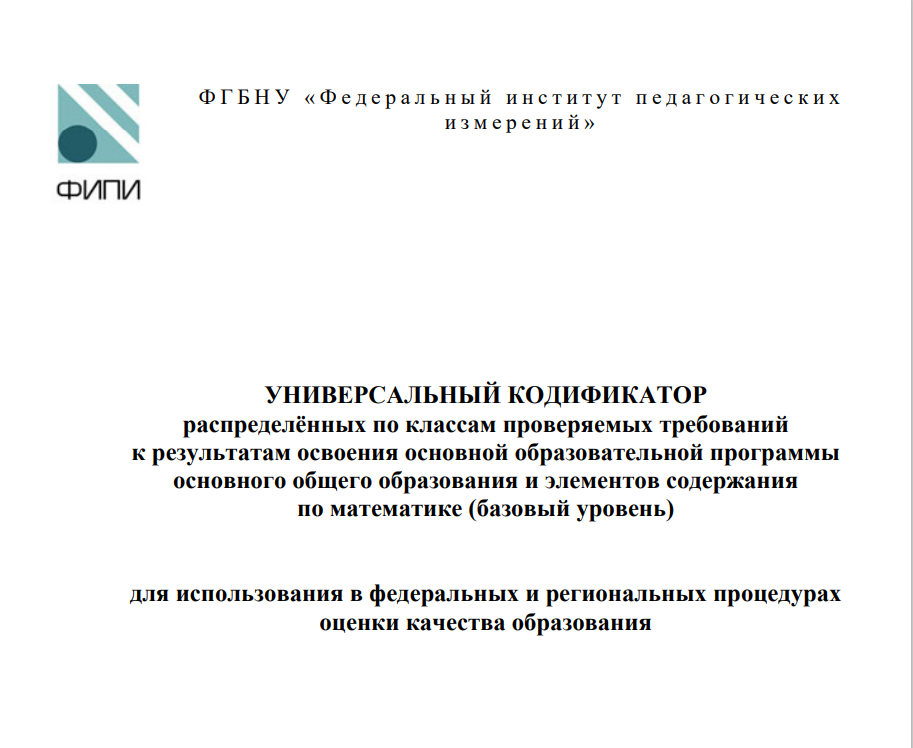 ФГБНУ «Федеральный институт педагогических
измерений»
ФИПИ
УНИВЕРСАЛЬНЫЙ КОДИФИКАТОР
распределённых по классам проверяемых требований
к результатам освоения основной образовательной программы
основного общего образования и элементов содержания
по математике (базовый уровень)
для использования в федеральных и региональных процедурах
оценки качества образования